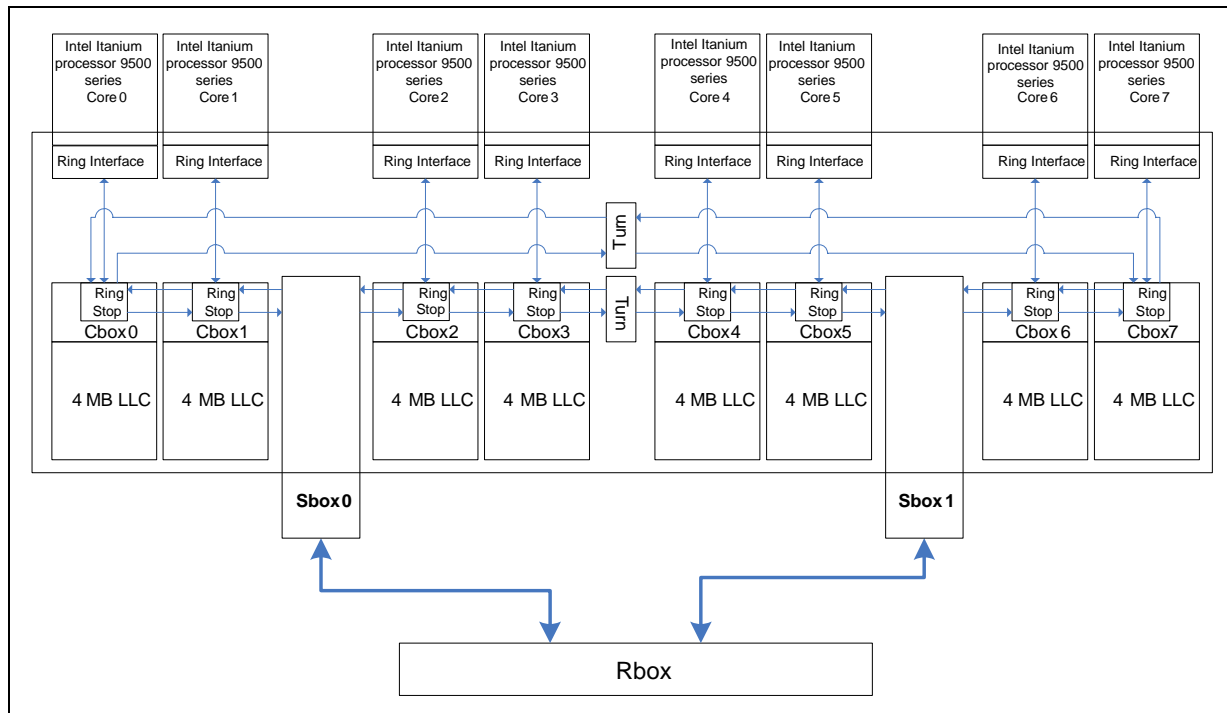 Intel Itanium
processor 9500
series
Core 0
Intel Itanium
processor 9500
series
Core 1
Intel Itanium
processor 9500
series
Core 2
Intel Itanium
processor 9500
series
Core 3
Intel Itanium
processor 9500
series
Core 4
Intel Itanium
processor 9500
series
Core 5
Intel Itanium
processor 9500
series
Core 6
Intel Itanium
processor 9500
series
Core 7
Ring Interface
Ring Interface
Ring Interface
Ring Interface
Ring Interface
Ring Interface
Ring Interface
Ring Interface
Turn
Ring
Stop
Cbox0
Ring
Stop
Cbox1
Ring
Stop
Cbox2
Ring
Stop
Cbox3
Turn
Ring
Stop
Cbox4
Ring
Stop
Cbox5
Ring
Stop
Cbox 6
Ring
Stop
Cbox7
4 MB LLC
4 MB LLC
4 MB LLC
4 MB LLC
4 MB LLC
4 MB LLC
4 MB LLC
4 MB LLC
Sbox 0
Sbox 1
Rbox